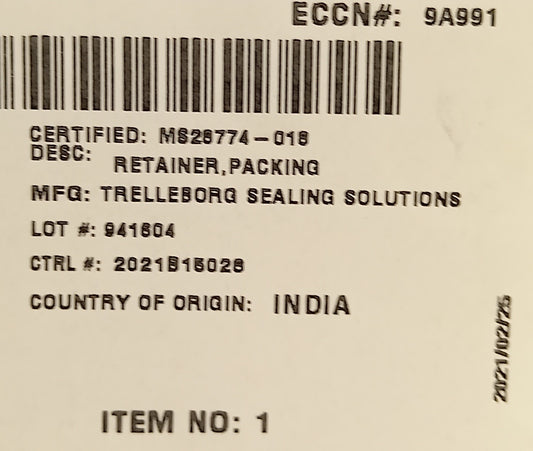 ECCN#: 9A991
CERTIFIED: MS28774-018
DESC: RETAINER,PACKING
MFG: TRELLEBORG SEALING SOLUTIONS
LOT #: 941604
CTRL #:
COUNTRY OF ORIGIN: INDIA
2021/02/25
ITEM NO: 1